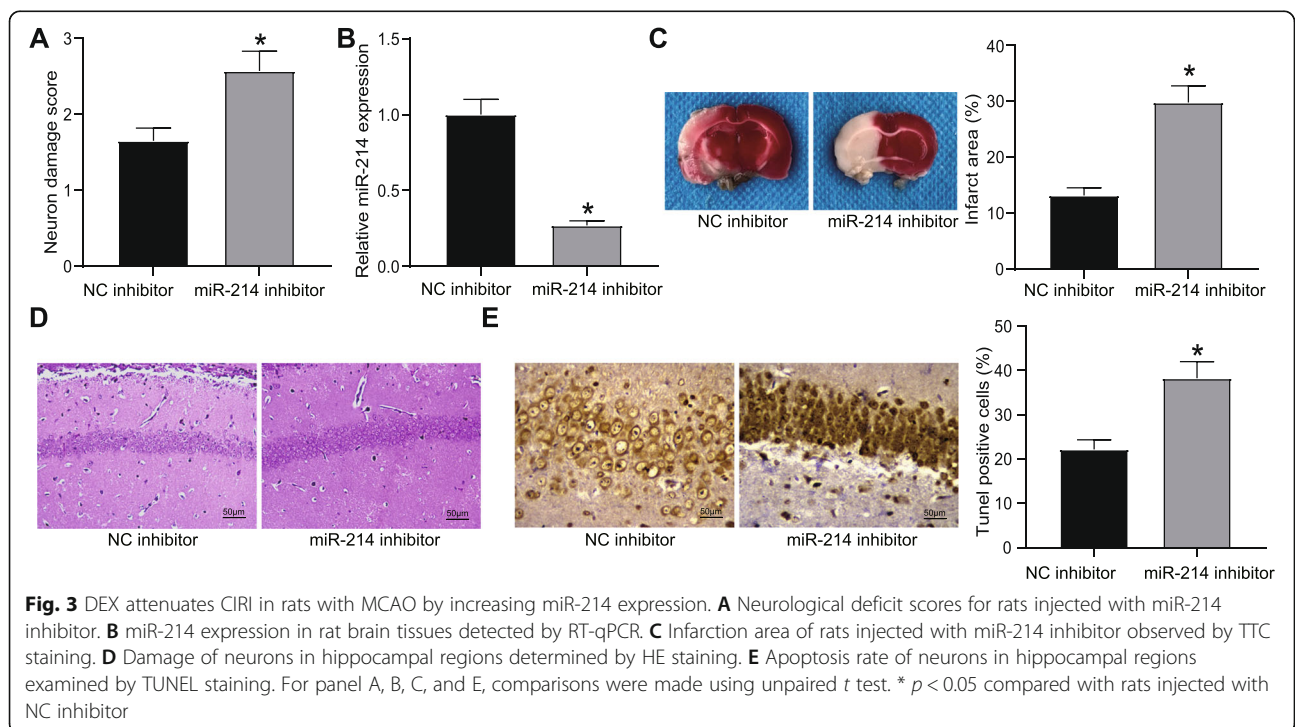 A
Neuron damage score
3
2
1
0
*
NC inhibitor
miR-214 inhibitor
B
Relative miR-214 expression
1.5
1.0
0.5
0.0
*
NC inhibitor
miR-214 inhibitor
C
NC inhibitor
miR-214 inhibitor
Infarct area (%)
40
30
20
10
0
*
NC inhibitor
miR-214 inhibitor
D
50μm
50μm
NC inhibitor
miR-214 inhibitor
E
50μm
50μm
NC inhibitor
miR-214 inhibitor
Tunel positive cells (%)
50
40
30
20
10
0
*
NC inhibitor
miR-214 inhibitor
Fig. 3 DEX attenuates CIRI in rats with MCAO by increasing miR-214 expression. A Neurological deficit scores for rats injected with miR-214
inhibitor. B miR-214 expression in rat brain tissues detected by RT-qPCR. C Infarction area of rats injected with miR-214 inhibitor observed by TTC
staining. D Damage of neurons in hippocampal regions determined by HE staining. E Apoptosis rate of neurons in hippocampal regions
examined by TUNEL staining. For panel A, B, C, and E, comparisons were made using unpaired t test. * p < 0.05 compared with rats injected with
NC inhibitor